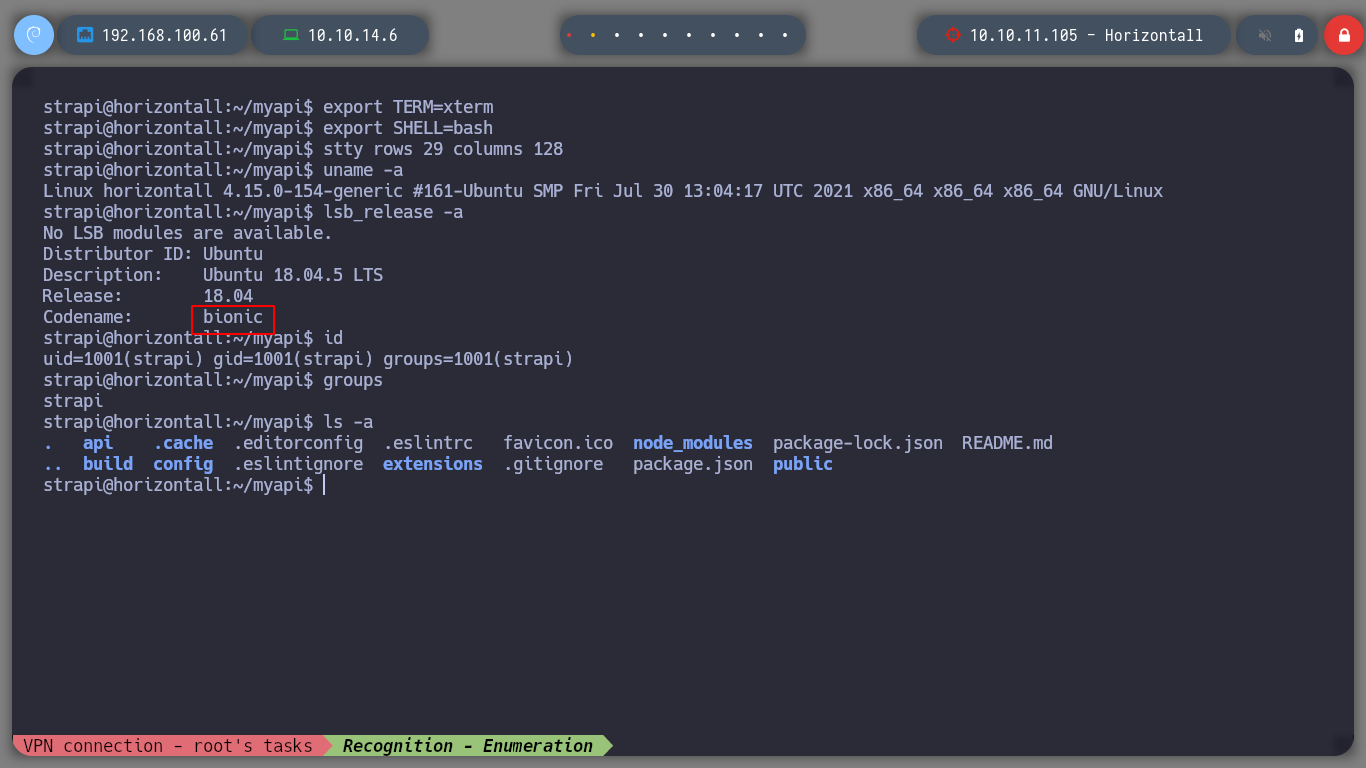 192.168.100.61 10.10.14.6 10.10.11.105 - Horizontall
strapi@horizontall:~/myapi$ export TERM=xterm
strapi@horizontall:~/myapi$ export SHELL=bash
strapi@horizontall:~/myapi$ stty rows 29 columns 128
strapi@horizontall:~/myapi$ uname -a
Linux horizontall 4.15.0-154-generic #161-Ubuntu SMP Fri Jul 30 13:04:17 UTC 2021 x86_64 x86_64 x86_64 GNU/Linux
strapi@horizontall:~/myapi$ lsb_release -a
No LSB modules are available.
Distributor ID: Ubuntu
Description:    Ubuntu 18.04.5 LTS
Release:        18.04
Codename:       bionic
strapi@horizontall:~/myapi$ id
uid=1001(strapi) gid=1001(strapi) groups=1001(strapi)
strapi@horizontall:~/myapi$ groups
strapi
strapi@horizontall:~/myapi$ ls -a
.   api    .cache  .editorconfig  .eslintrc   favicon.ico  node_modules  package-lock.json  README.md
..  build  config  .eslintignore  extensions  .gitignore   package.json  public
strapi@horizontall:~/myapi$
VPN connection - root's tasks Recognition - Enumeration